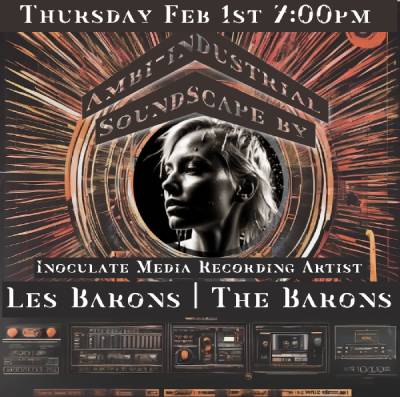 Thursday Feb 1st 7:00pm
Ambi-industrial
SoundScape by
Inoculate Media Recording Artist
Les Barons | The Barons